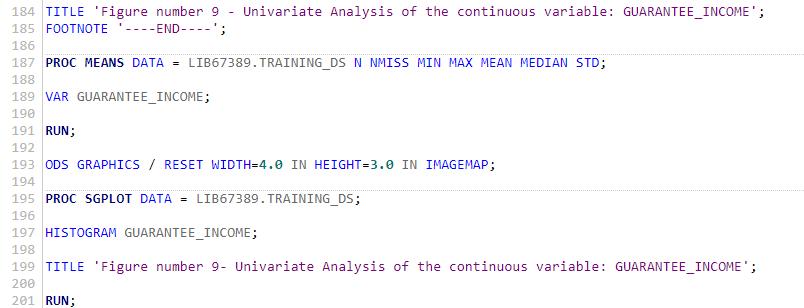 184 TITLE 'Figure number 9 - Univariate Analysis of the continuous variable: GUARANTEE_INCOME';
185 FOOTNOTE '----END----';
186
187 PROC MEANS DATA = LIB67389.TRAINING_DS N NMISS MIN MAX MEAN MEDIAN STD;
188
189 VAR GUARANTEE_INCOME;
190
191 RUN;
192
193 ODS GRAPHICS / RESET WIDTH=4.0 IN HEIGHT=3.0 IN IMAGEMAP;
194
195 PROC SGPLOT DATA = LIB67389.TRAINING_DS;
196
197 HISTOGRAM GUARANTEE_INCOME;
198
199 TITLE 'Figure number 9- Univariate Analysis of the continuous variable: GUARANTEE_INCOME';
200
201 RUN;